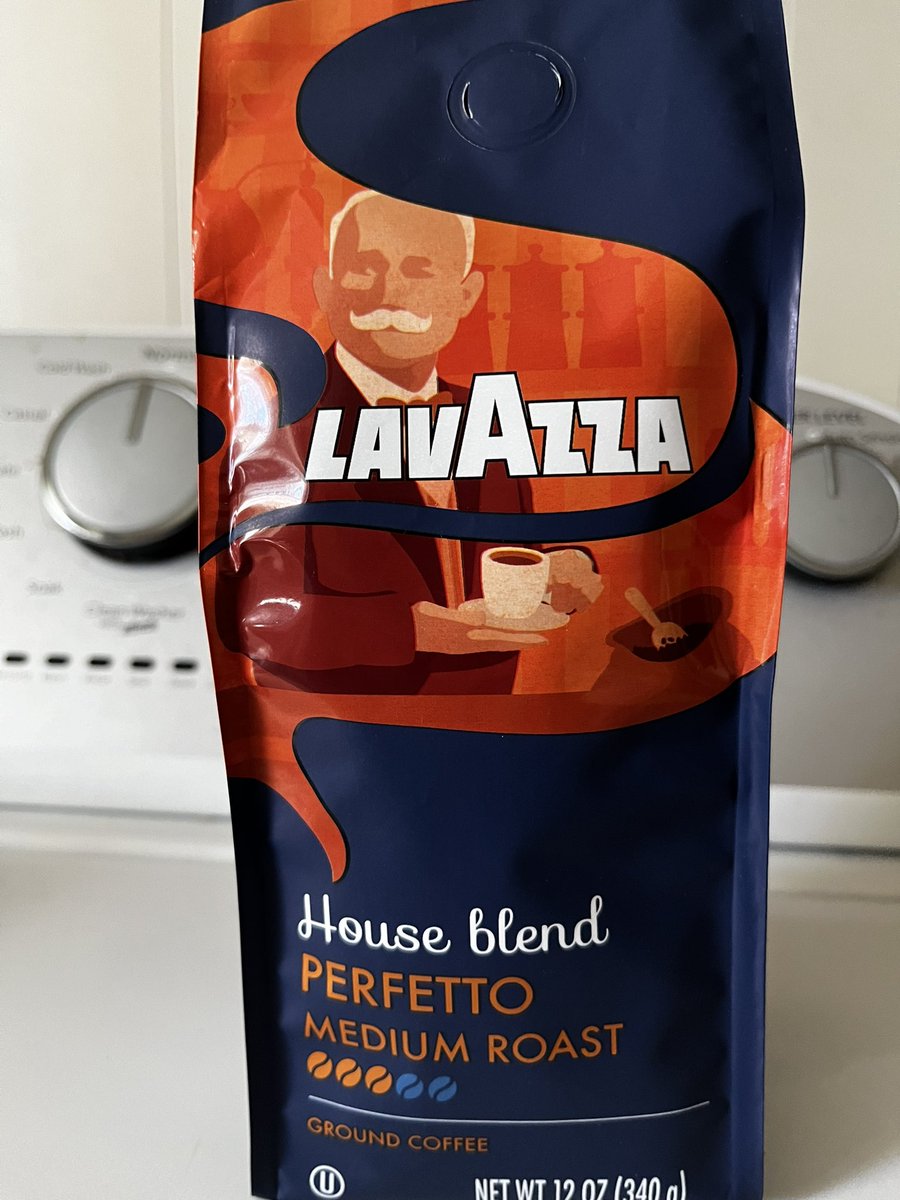 LAVAZZA
House blend
PERFETTO
MEDIUM ROAST
GROUND COFFEE
U
NET WT 12 OZ (340 g)